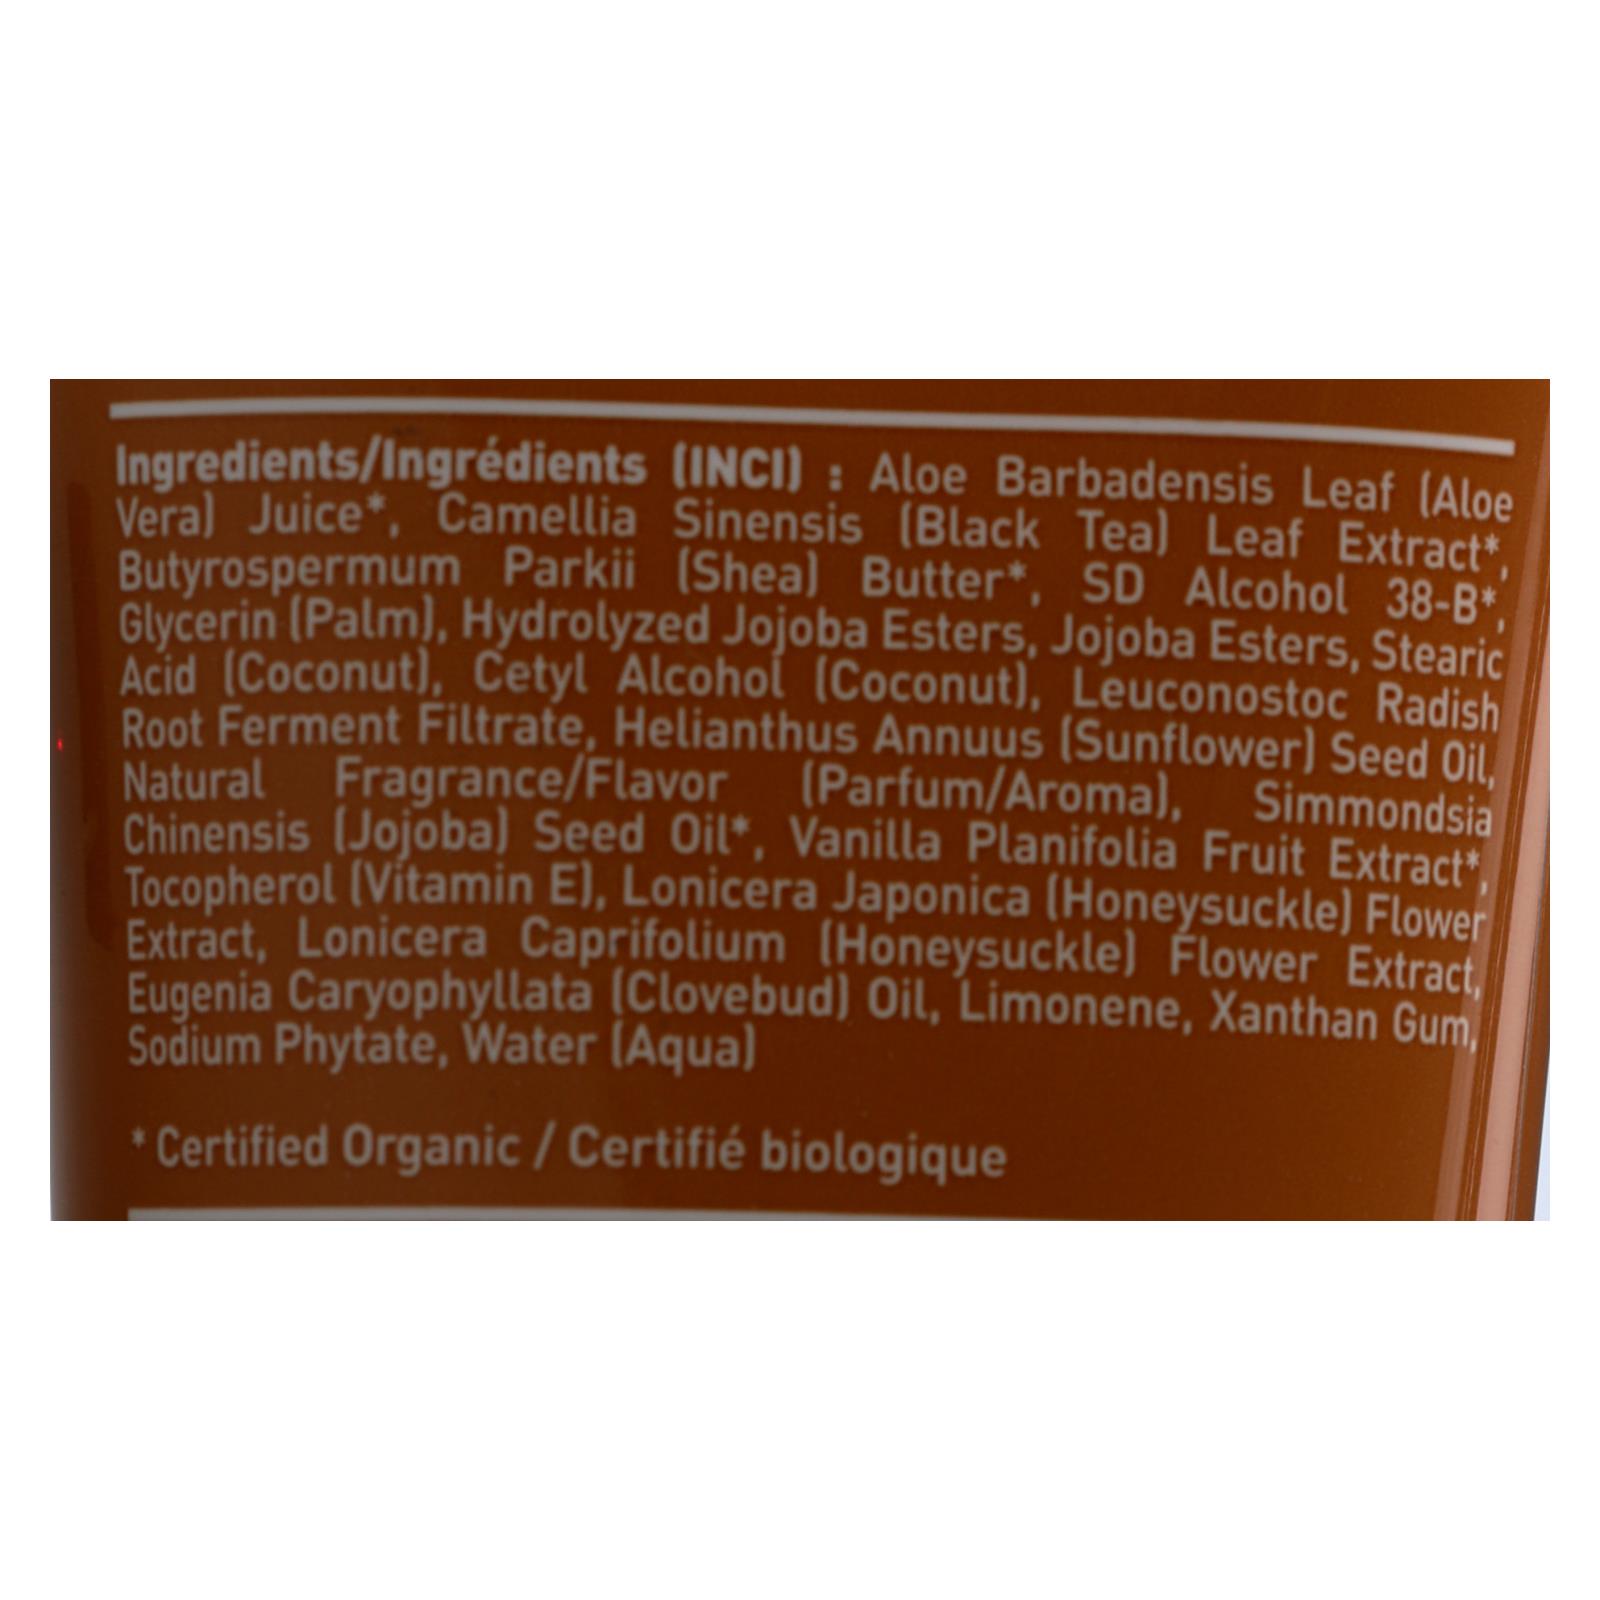 Ingredients/Ingrédients (INCI) : Aloe Barbadensis Leaf (Aloe
Vera) Juice*, Camellia Sinensis (Black Tea) Leaf Extract*,
Butyrospermum Parkii (Shea) Butter*, SD Alcohol 38-B*,
Glycerin (Palm), Hydrolyzed Jojoba Esters, Jojoba Esters, Stearic
Acid (Coconut), Cetyl Alcohol (Coconut), Leuconostoc Radish
Root Ferment Filtrate, Helianthus Annuus (Sunflower) Seed Oil,
Natural Fragrance/Flavor (Parfum/Aroma), Simmondsia
Chinensis (Jojoba) Seed Oil*, Vanilla Planifolia Fruit Extract*,
Tocopherol (Vitamin E), Lonicera Japonica (Honeysuckle) Flower
Extract, Lonicera Caprifolium (Honeysuckle) Flower Extract,
Eugenia Caryophyllata (Clovebud) Oil, Limonene, Xanthan Gum,
Sodium Phytate, Water (Aqua)
* Certified Organic / Certifié biologique